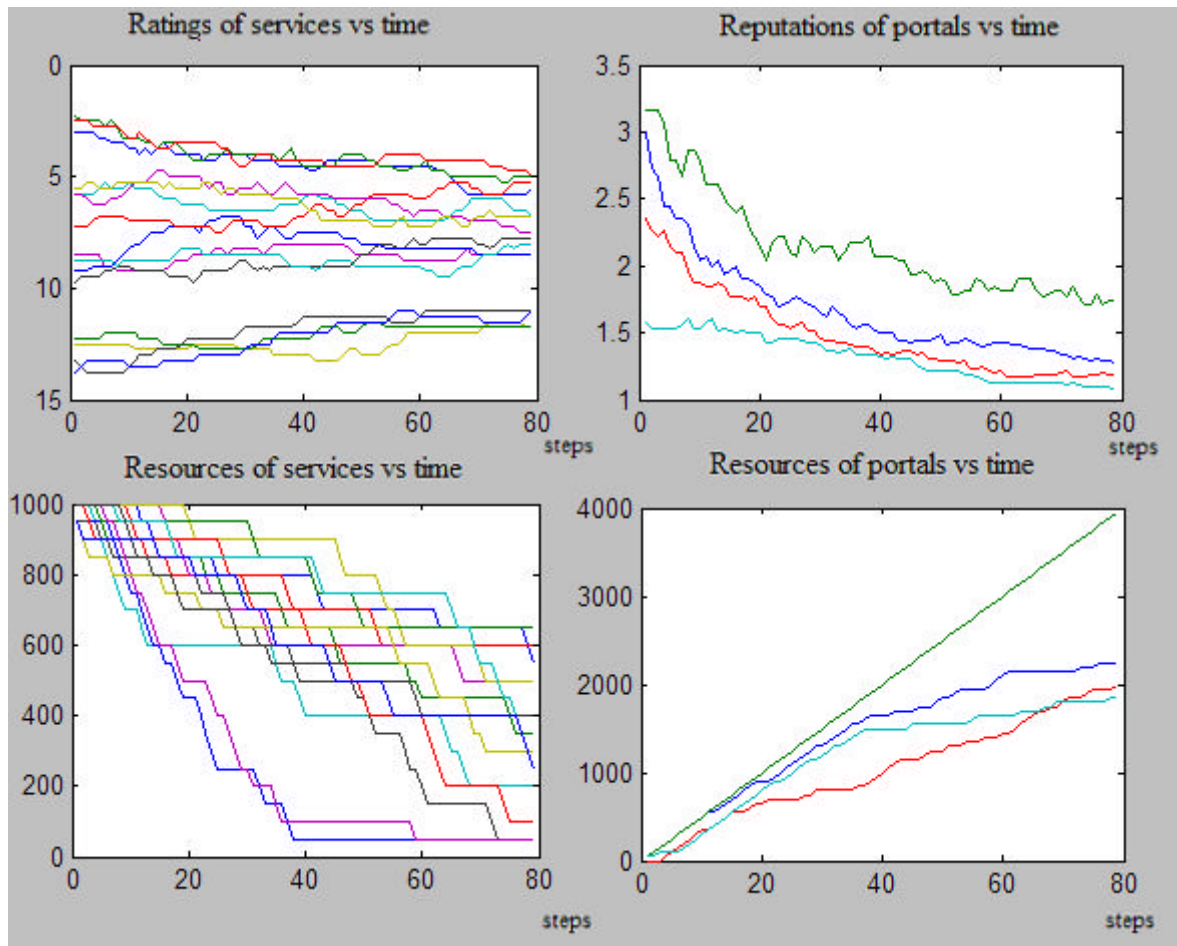 Ratings of services vs time
0
5
10
15
0 20 40 60 80
steps
Reputations of portals vs time
3.5
3
2.5
2
1.5
1
0 20 40 60 80
steps
Resources of services vs time
1000
800
600
400
200
0
0 20 40 60 80
steps
Resources of portals vs time
4000
3000
2000
1000
0
0 20 40 60 80
steps